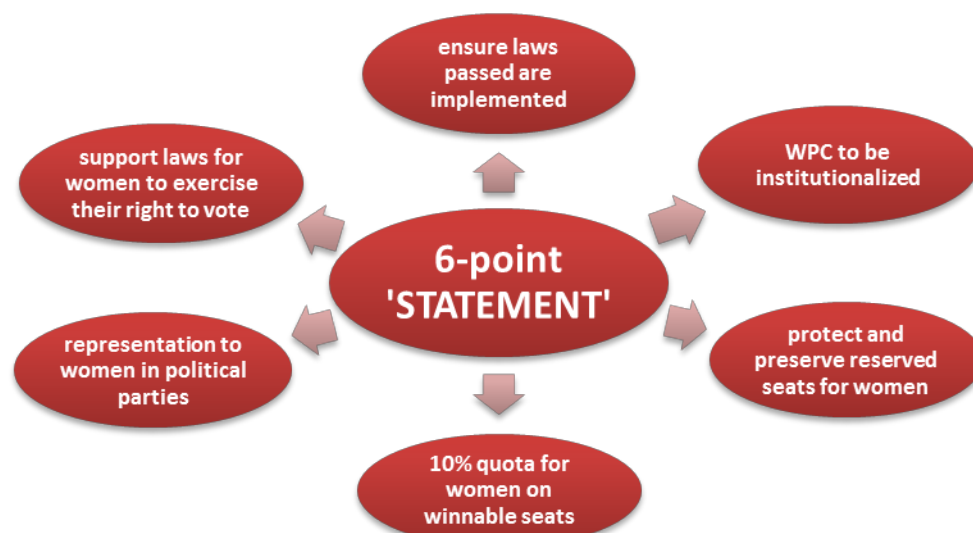 ensure laws
passed are
implemented
support laws for
women to exercise
their right to vote
WPC to be
institutionalized
6-point
'STATEMENT'
representation to
women in political
parties
protect and
preserve reserved
seats for women
10% quota for
women on
winnable seats